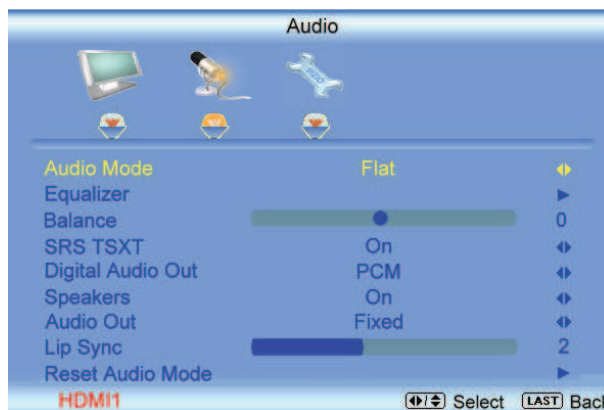 Audio
Audio Mode Flat
Equalizer
Balance 0
SRS TSXT On
Digital Audio Out PCM
Speakers On
Audio Out Fixed
Lip Sync 2
Reset Audio Mode
HDMI1 Select LAST Back